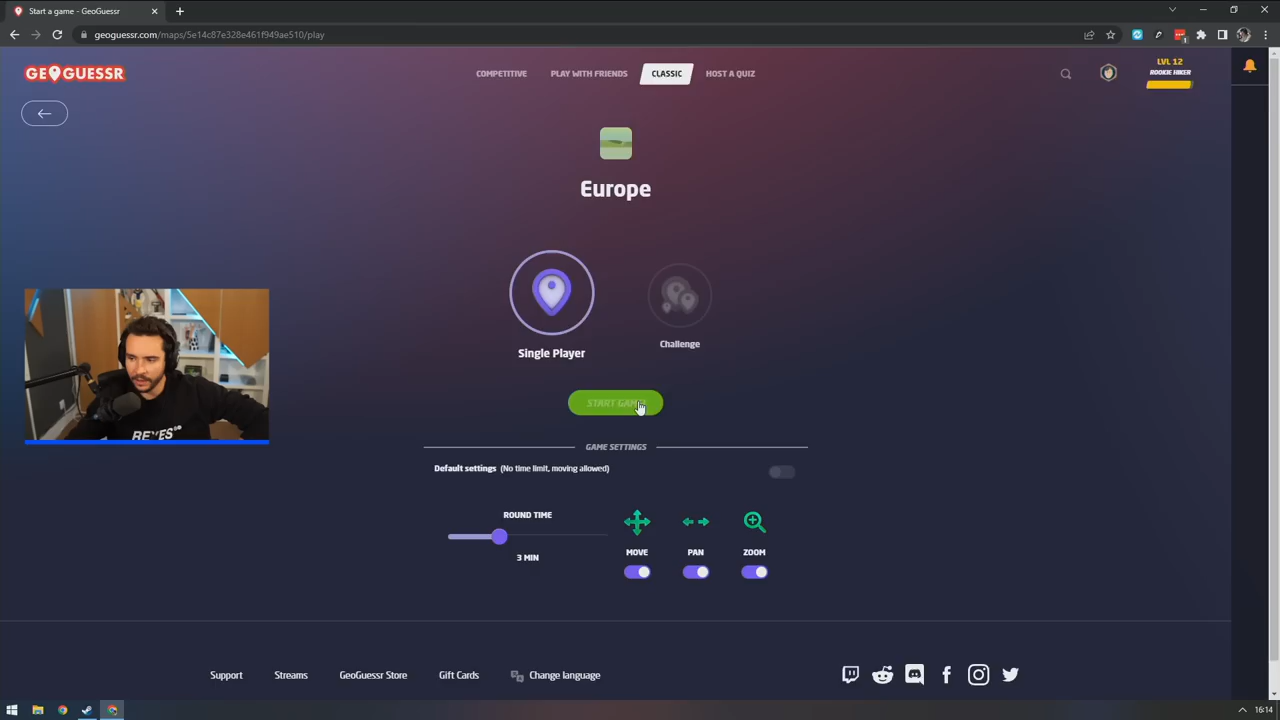 Start a game - GeoGuessr
geoguessr.com/maps/5e14c87e328e461f949ae510/play
GEOGUESSR
COMPETITIVE
PLAY WITH FRIENDS
CLASSIC
HOST A QUIZ
LVL 12
ROOKIE HIKER
Europe
Single Player
Challenge
START GAME
GAME SETTINGS
Default settings (No time limit, moving allowed)
ROUND TIME
3 MIN
MOVE
PAN
ZOOM
Support
Streams
GeoGuessr Store
Gift Cards
Change language
16:14